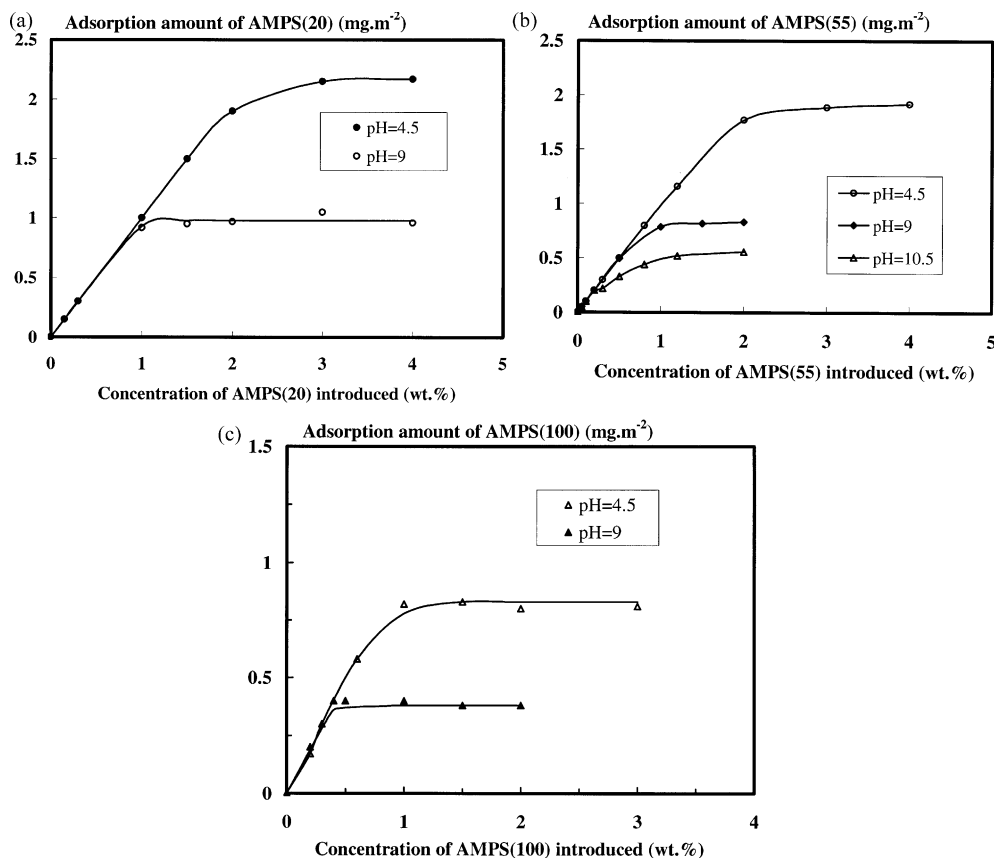 (a)
Adsorption amount of AMPS(20) (mg.m-2)
2.5
2
1.5
1
0.5
0
0 1 2 3 4 5
pH=4.5
pH=9
Concentration of AMPS(20) introduced (wt.%)
(b)
Adsorption amount of AMPS(55) (mg.m-2)
2.5
2
1.5
1
0.5
0
0 1 2 3 4 5
pH=4.5
pH=9
pH=10.5
Concentration of AMPS(55) introduced (wt.%)
(c)
Adsorption amount of AMPS(100) (mg.m-2)
1.5
1
0.5
0
0 1 2 3 4
pH=4.5
pH=9
Concentration of AMPS(100) introduced (wt.%)